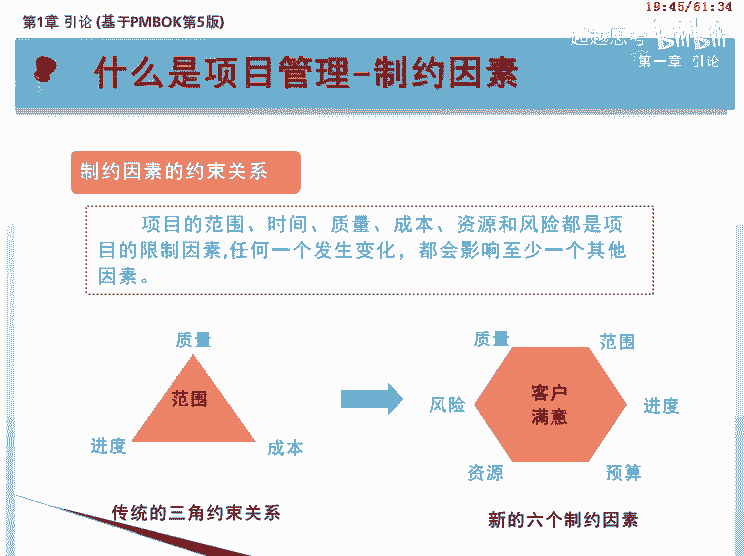 第1章 引论 (基于PMBOK第5版)
19:45/61:34
超越思考
bilibili
第一章 引论
什么是项目管理–制约因素
制约因素的约束关系
项目的范围、时间、质量、成本、资源和风险都是项
目的限制因素,任何一个发生变化，都会影响至少一个其他
因素。
质量
范围
进度
成本
传统的三角约束关系
质量
范围
风险
客户
满意
进度
资源
预算
新的六个制约因素